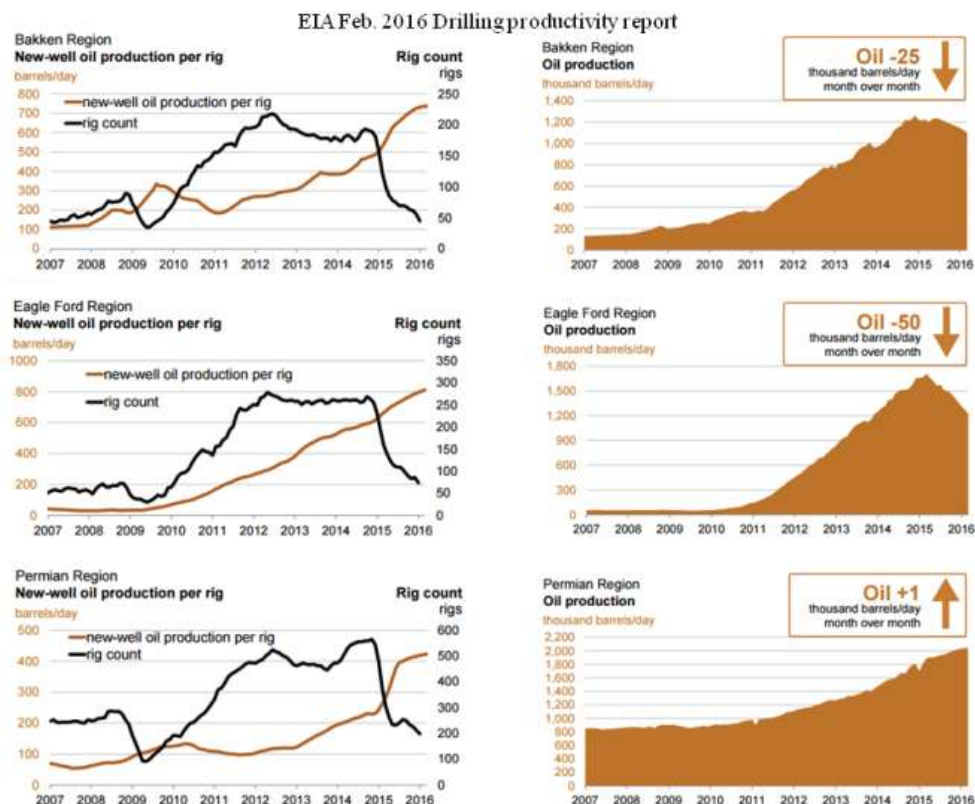 EIA Feb. 2016 Drilling productivity report
Bakken Region
New-well oil production per rig
barrels/day
Rig count
rigs
800
700
600
500
400
300
200
100
0
250
200
150
100
50
0
new-well oil production per rig
rig count
2007 2008 2009 2010 2011 2012 2013 2014 2015 2016
Bakken Region
Oil production
thousand barrels/day
Oil -25
thousand barrels/day
month over month
1,400
1,200
1,000
800
600
400
200
0
2007 2008 2009 2010 2011 2012 2013 2014 2015 2016
Eagle Ford Region
New-well oil production per rig
barrels/day
Rig count
rigs
1000
800
600
400
200
0
350
300
250
200
150
100
50
0
new-well oil production per rig
rig count
2007 2008 2009 2010 2011 2012 2013 2014 2015 2016
Eagle Ford Region
Oil production
thousand barrels/day
Oil -50
thousand barrels/day
month over month
1,800
1,500
1,200
900
600
300
0
2007 2008 2009 2010 2011 2012 2013 2014 2015 2016
Permian Region
New-well oil production per rig
barrels/day
Rig count
rigs
500
400
300
200
100
0
600
500
400
300
200
100
0
new-well oil production per rig
rig count
2007 2008 2009 2010 2011 2012 2013 2014 2015 2016
Permian Region
Oil production
thousand barrels/day
Oil +1
thousand barrels/day
month over month
2,200
2,000
1,800
1,600
1,400
1,200
1,000
800
600
400
200
0
2007 2008 2009 2010 2011 2012 2013 2014 2015 2016